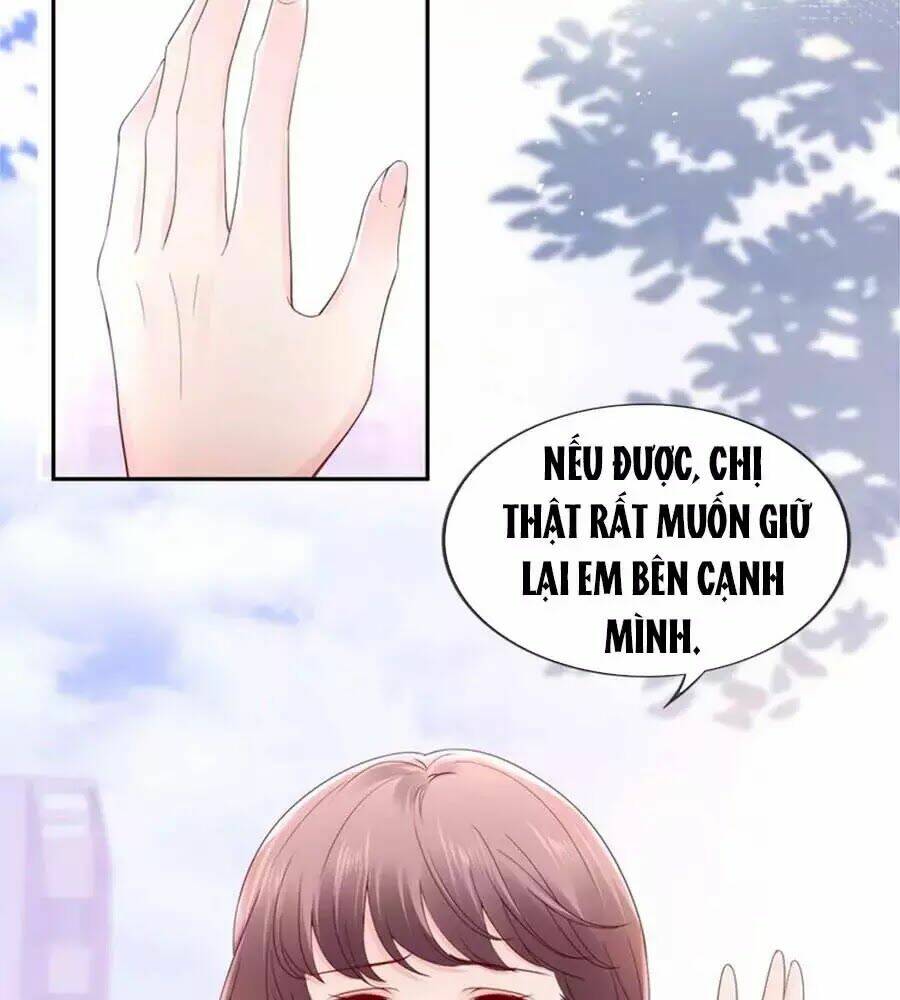 NẾU ĐƯỢC, CHỊ
THẬT RẤT MUỐN GIỮ
LẠI EM BÊN CẠNH
MÌNH.